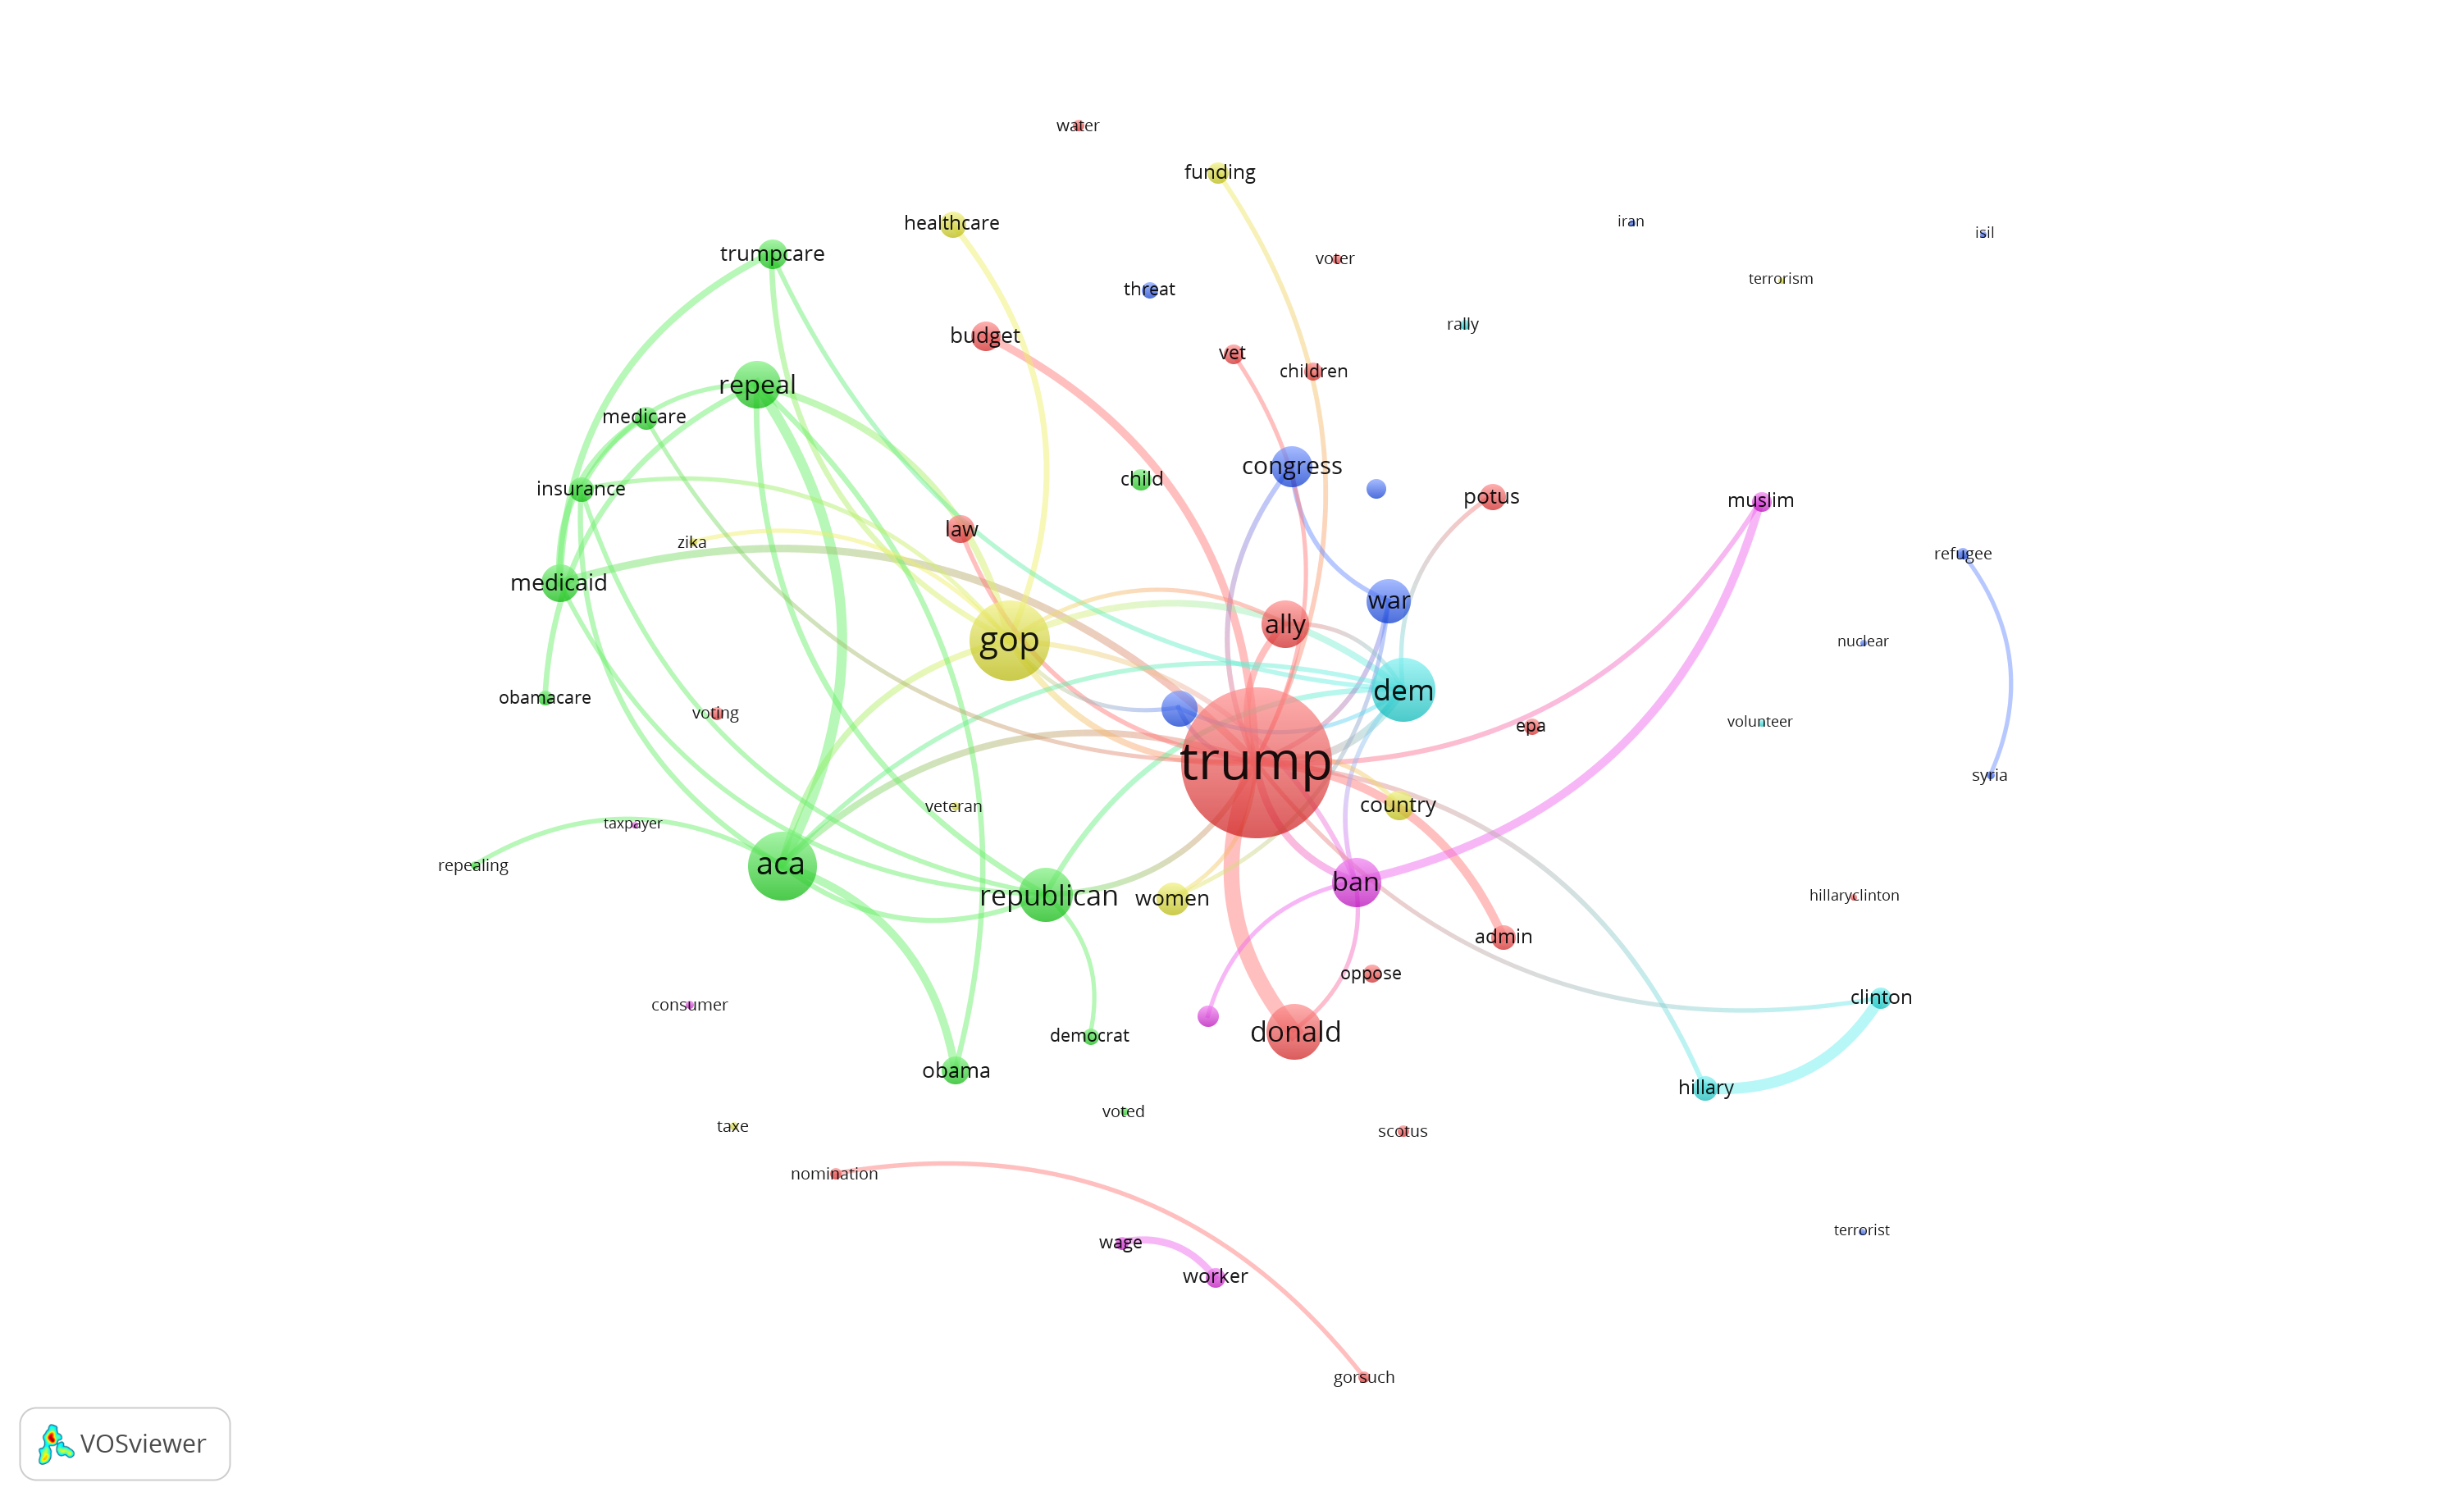 water
funding
healthcare
iran
isil
trumpcare
voter
terrorism
threat
rally
budget
vet
children
repeal
medicare
congress
child
insurance
potus
muslim
law
zika
refugee
medicaid
war
ally
gop
nuclear
dem
obamacare
voting
volunteer
epa
trump
syria
country
veteran
taxpayer
aca
repealing
ban
republican
women
hillaryclinton
admin
oppose
clinton
consumer
donald
democrat
obama
hillary
voted
taxe
scotus
nomination
terrorist
wage
worker
gorsuch
VOSviewer